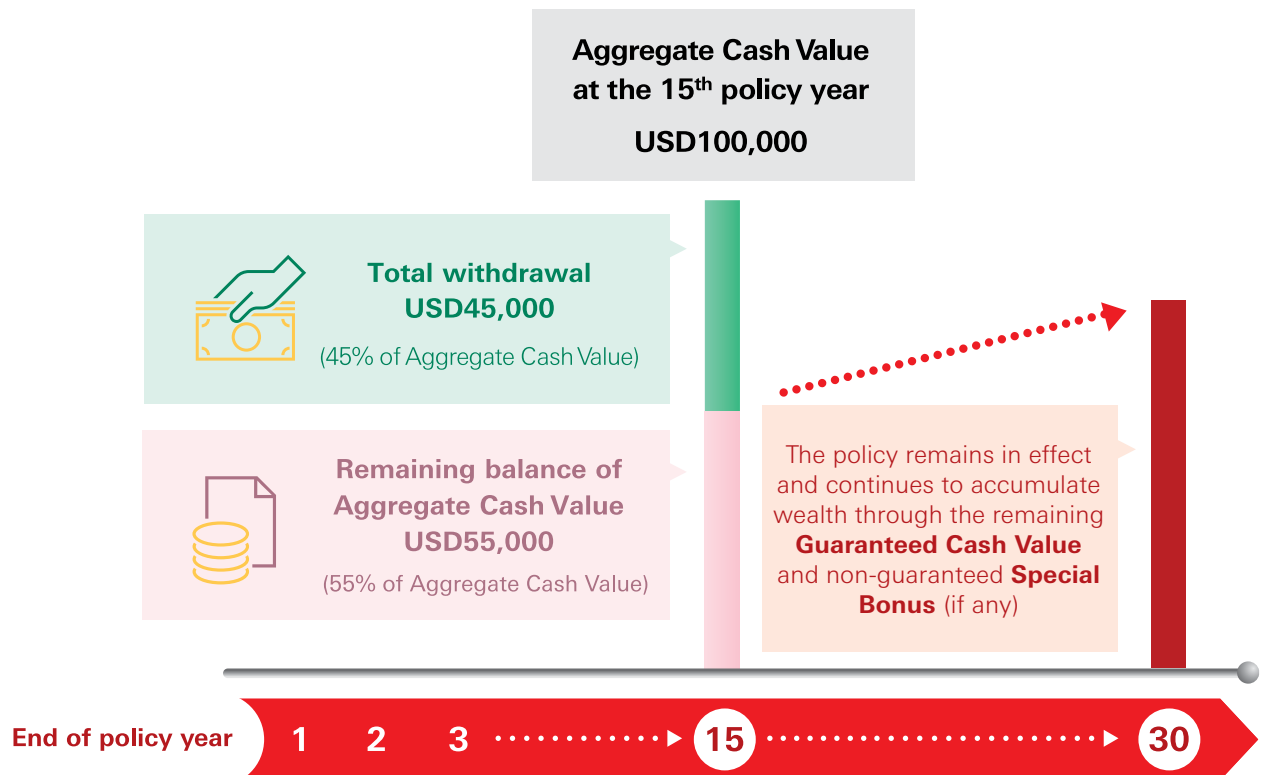 Aggregate Cash Value
at the 15th policy year
USD100,000
Total withdrawal
USD45,000
(45% of Aggregate Cash Value)
Remaining balance of
Aggregate Cash Value
USD55,000
(55% of Aggregate Cash Value)
The policy remains in effect
and continues to accumulate
wealth through the remaining
Guaranteed Cash Value
and non-guaranteed Special
Bonus (if any)
End of policy year 1 2 3 15 30